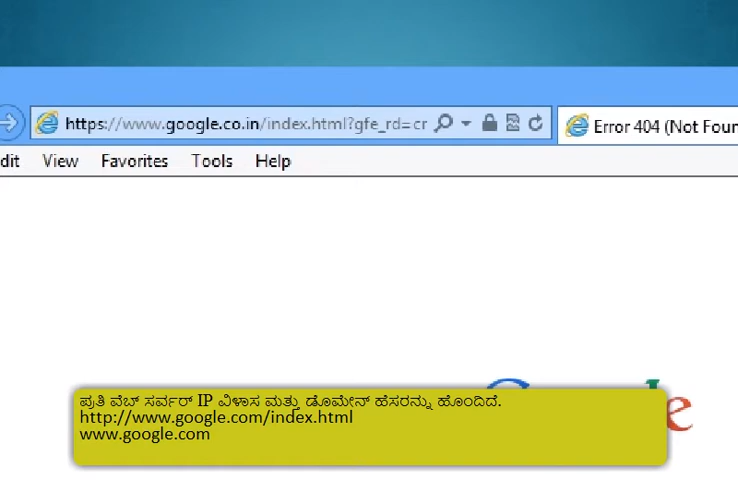 https://www.google.co.in/index.html?gfe_rd=cr
Error 404 (Not Foun
dit View Favorites Tools Help
ಪ್ರತಿ ವೆಬ್ ಸರ್ವರ್ IP ವಿಳಾಸ ಮತ್ತು ಡೊಮೇನ್ ಹೆಸರನ್ನು ಹೊಂದಿದೆ.
http://www.google.com/index.html
www.google.com